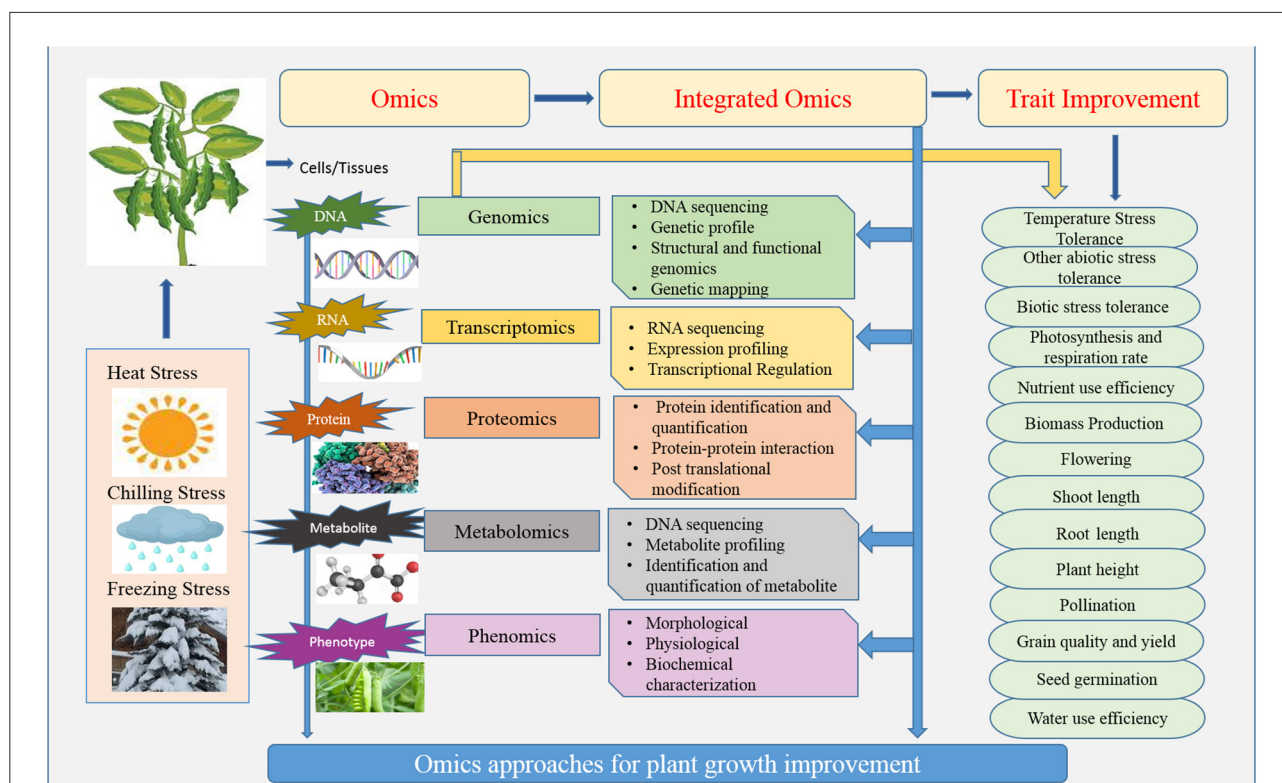 Omics
Integrated Omics
Trait Improvement
Cells/Tissues
DNA
Genomics
• DNA sequencing
• Genetic profile
• Structural and functional
genomics
• Genetic mapping
RNA
Transcriptomics
• RNA sequencing
• Expression profiling
• Transcriptional Regulation
Protein
Proteomics
• Protein identification and
quantification
• Protein-protein interaction
• Post translational
modification
Metabolite
Metabolomics
• DNA sequencing
• Metabolite profiling
• Identification and
quantification of metabolite
Phenotype
Phenomics
• Morphological
• Physiological
• Biochemical
characterization
Heat Stress
Chilling Stress
Freezing Stress
Temperature Stress
Tolerance
Other abiotic stress
tolerance
Biotic stress tolerance
Photosynthesis and
respiration rate
Nutrient use efficiency
Biomass Production
Flowering
Shoot length
Root length
Plant height
Pollination
Grain quality and yield
Seed germination
Water use efficiency
Omics approaches for plant growth improvement